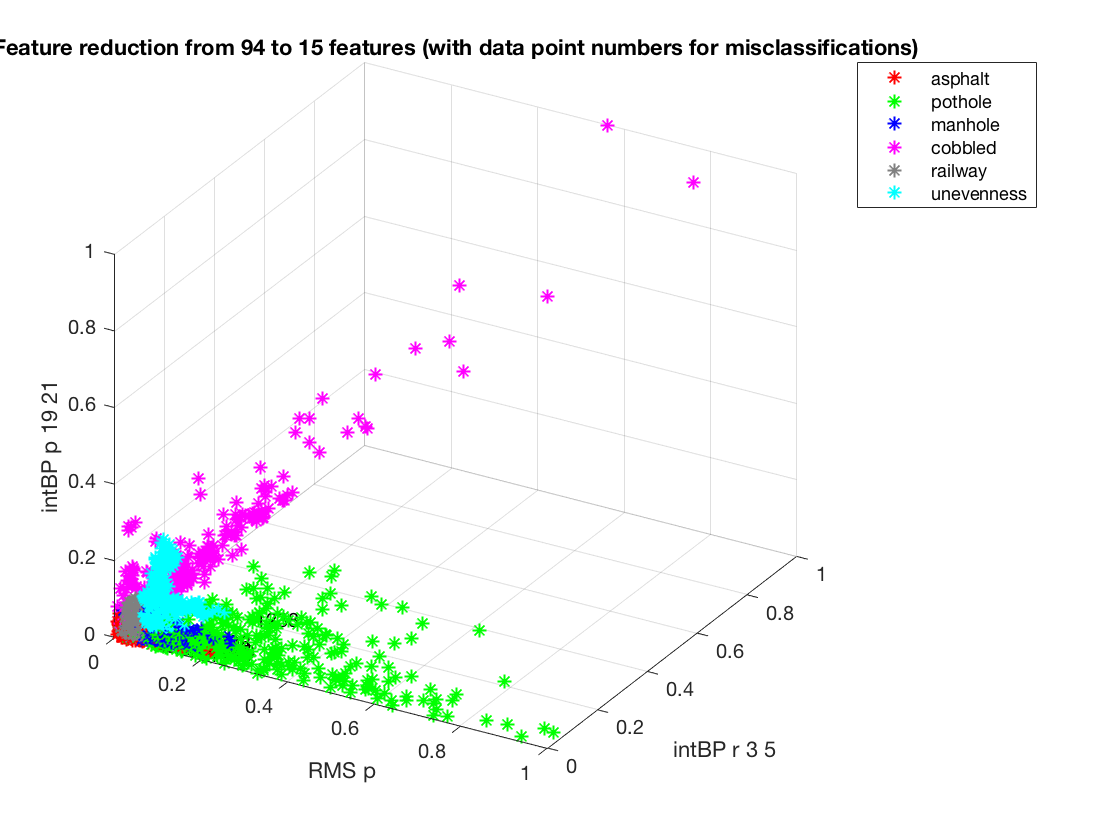 Feature reduction from 94 to 15 features (with data point numbers for misclassifications)
asphalt
pothole
manhole
cobbled
railway
unevenness
intBP p 19 21
1
0.8
0.6
0.4
0.2
0
0
0.2
0.4
0.6
0.8
1
RMS p
0
0.2
0.4
0.6
0.8
1
intBP r 3 5